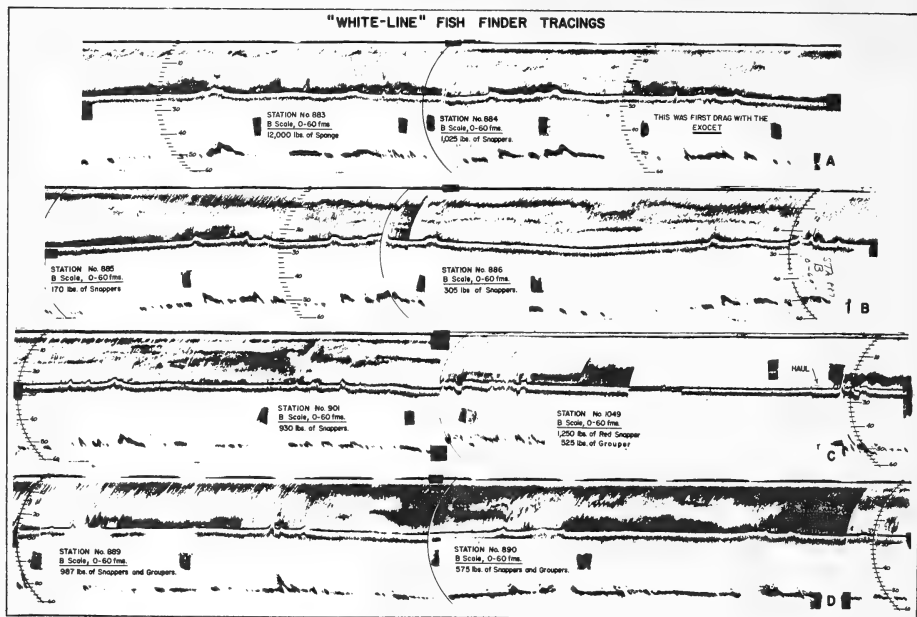 "WHITE-LINE" FISH FINDER TRACINGS
STATION No. 883
B Scale, 0-60 fms
12,000 lbs. of Sponge
STATION No. 884
B Scale, 0-60 fms
1,025 lbs. of Snappers.
THIS WAS FIRST DRAG WITH THE
EXOCET
A
STATION No. 885
B Scale, 0-60 fms.
170 lbs. of Snappers
STATION No. 886
B Scale, 0-60 fms.
305 lbs. of Snappers.
B
STATION No. 901
B Scale, 0-60 fms.
930 lbs. of Snappers.
STATION No. 1049
B Scale, 0-60 fms.
1,250 lbs. of Red Snapper
525 lbs. of Grouper
HAUL
C
STATION No. 889
B Scale, 0-60 fms.
987 lbs. of Snappers and Groupers.
STATION No. 890
B Scale, 0-60 fms.
575 lbs. of Snappers and Groupers.
D